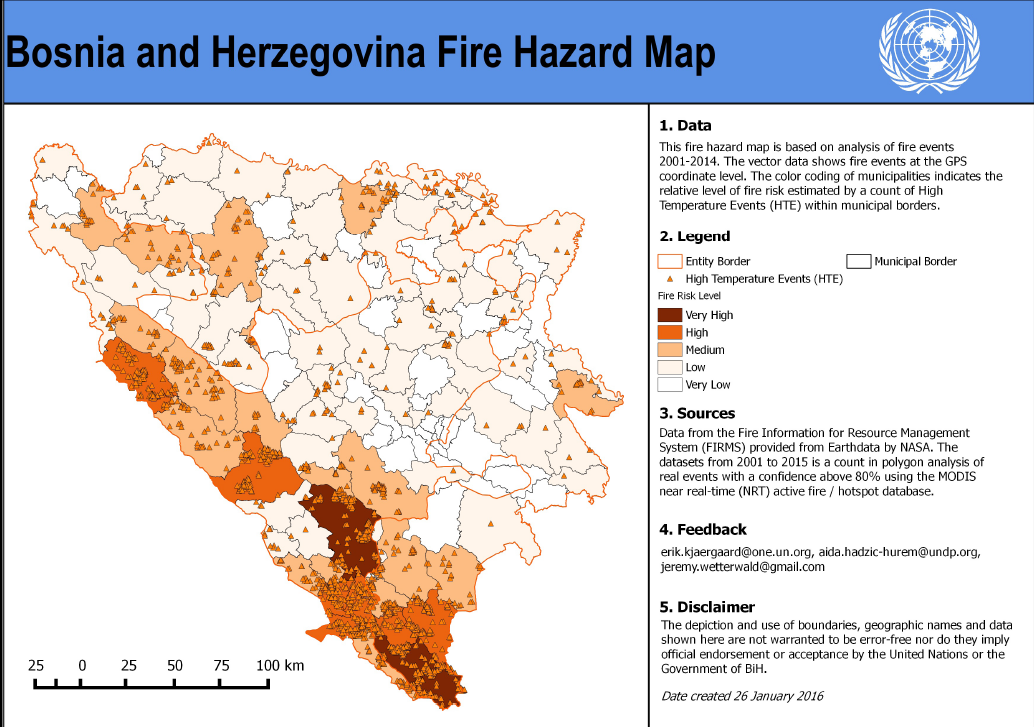 Bosnia and Herzegovina Fire Hazard Map
1. Data
This fire hazard map is based on analysis of fire events
2001-2014. The vector data shows fire events at the GPS
coordinate level. The color coding of municipalities indicates the
relative level of fire risk estimated by a count of High
Temperature Events (HTE) within municipal borders.
2. Legend
Entity Border
Municipal Border
High Temperature Events (HTE)
Fire Risk Level
Very High
High
Medium
Low
Very Low
3. Sources
Data from the Fire Information for Resource Management
System (FIRMS) provided from Earthdata by NASA. The
datasets from 2001 to 2015 is a count in polygon analysis of
real events with a confidence above 80% using the MODIS
near real-time (NRT) active fire / hotspot database.
4. Feedback
erik.kjaergaard@one.un.org, aida.hadzic-hurem@undp.org,
jeremy.wetterwald@gmail.com
5. Disclaimer
The depiction and use of boundaries, geographic names and data
shown here are not warranted to be error-free nor do they imply
official endorsement or acceptance by the United Nations or the
Government of BiH.
Date created 26 January 2016
25 0 25 50 75 100 km